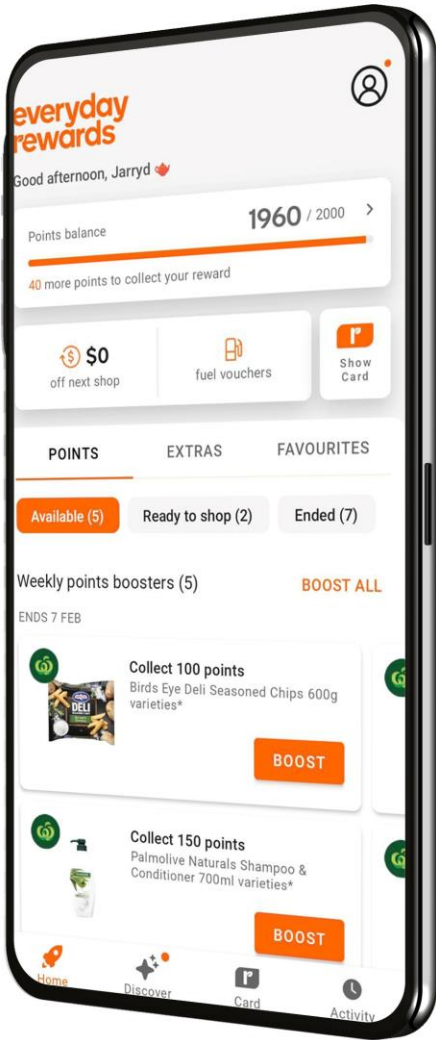 everyday
rewards
Good afternoon, Jarryd
Points balance
1960 / 2000
40 more points to collect your reward
$0
off next shop
fuel vouchers
r
Show
Card
POINTS
EXTRAS
FAVOURITES
Available (5)
Ready to shop (2)
Ended (7)
Weekly points boosters (5)
BOOST ALL
ENDS 7 FEB
Collect 100 points
Birds Eye Deli Seasoned Chips 600g
varieties*
DELI
BOOST
Collect 150 points
Palmolive Naturals Shampoo &
Conditioner 700ml varieties*
BOOST
Home
Discover
r
Card
Activity